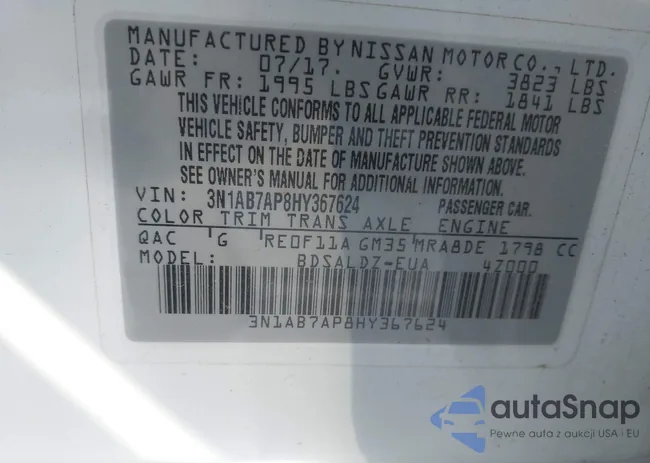 MANUFACTURED BY NISSAN MOTOR CO., LTD.
DATE: 07/17. GVWR: 3823 LBS
GAWR FR: 1995 LBS GAWR RR: 1841 LBS
THIS VEHICLE CONFORMS TO ALL APPLICABLE FEDERAL MOTOR
VEHICLE SAFETY, BUMPER AND THEFT PREVENTION STANDARDS
IN EFFECT ON THE DATE OF MANUFACTURE SHOWN ABOVE.
SEE OWNER'S MANUAL FOR ADDITIONAL INFORMATION.
VIN: 3N1AB7AP8HY367624 PASSENGER CAR.
COLOR TRIM TRANS AXLE ENGINE
QAC G RE0F11A GM35 MRA8DE 1798 CC
MODEL: BDSALDZ-EUA 4Z000
3N1AB7AP8HY367624
autaSnap
Pewne auta z aukcji USA i EU